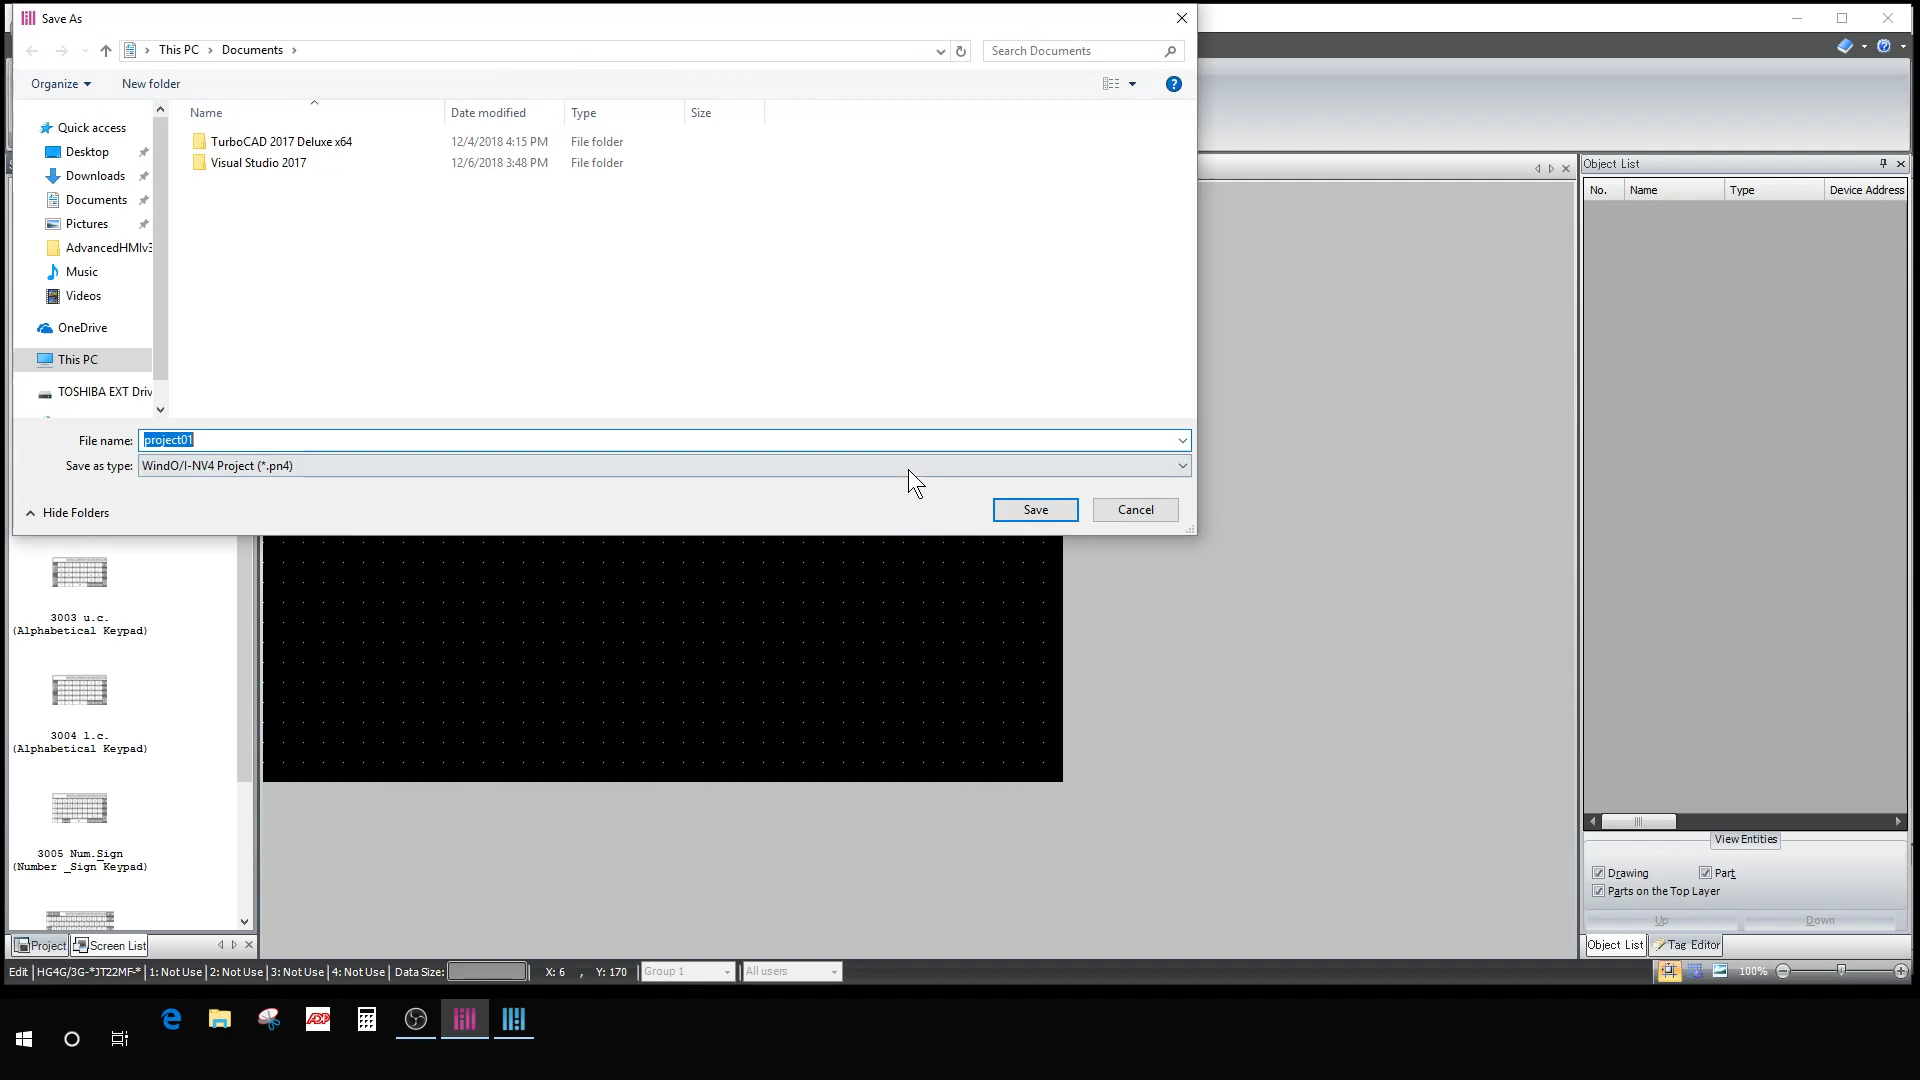 Save As
This PC
Documents
Search Documents
Organize
New folder
Name
Date modified
Type
Size
Quick access
Desktop
Downloads
Documents
Pictures
AdvancedHMIv3
Music
Videos
OneDrive
This PC
TOSHIBA EXT Driv
TurboCAD 2017 Deluxe x64 12/4/2018 4:15 PM File folder
Visual Studio 2017 12/6/2018 3:48 PM File folder
File name: project01
Save as type: WindO/I-NV4 Project (*.pn4)
Hide Folders
Save
Cancel
3003 u.c.
(Alphabetical Keypad)
3004 l.c.
(Alphabetical Keypad)
3005 Num.Sign
(Number _Sign Keypad)
Project
Screen List
Object List
No. Name Type Device Address
View Entities
Drawing
Part
Parts on the Top Layer
Up
Down
Object List
Tag Editor
Edit HG4G/3G-*JT22MF-* 1: Not Use 2: Not Use 3: Not Use 4: Not Use Data Size: X: 6 , Y: 170 Group 1 All users 100%
ADP